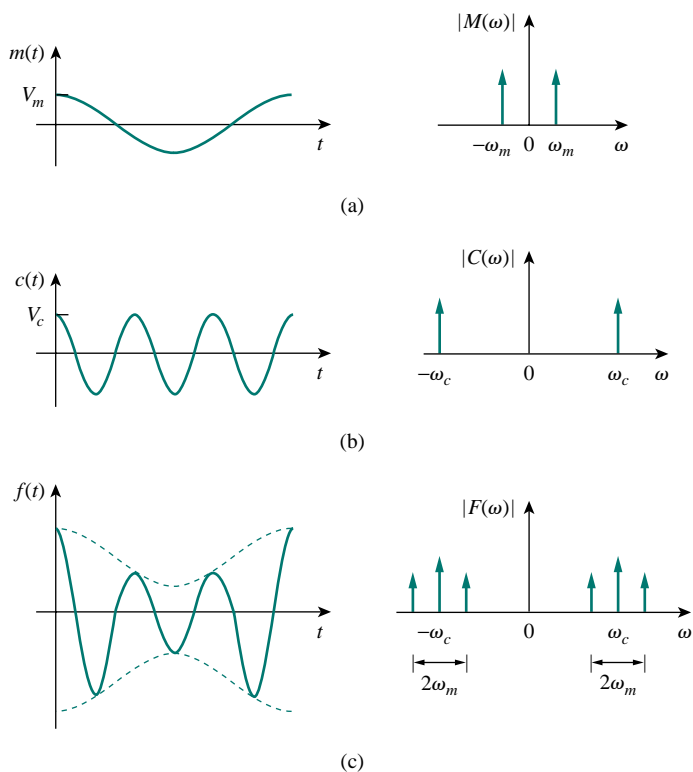 m(t)
V_m
t
|M(ω)|
−ω_m 0 ω_m ω
(a)
c(t)
V_c
t
|C(ω)|
−ω_c 0 ω_c ω
(b)
f(t)
t
|F(ω)|
−ω_c 0 ω_c ω
2ω_m 2ω_m
(c)